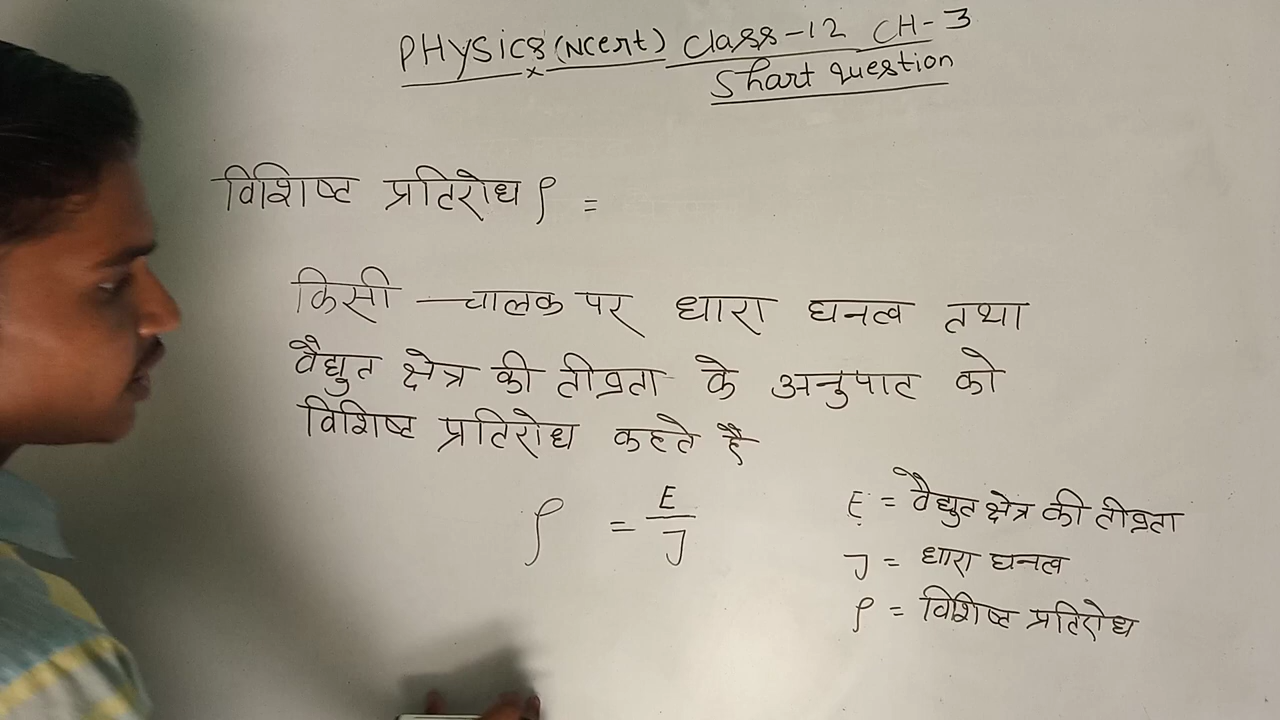 PHYSICS (NCERT) Class-12 CH-3
Shart question
विशिष्ट प्रतिरोध ρ =
किसी चालक पर धारा घनत्व तथा
वैद्युत क्षेत्र की तीव्रता के अनुपात को
विशिष्ट प्रतिरोध कहते है
ρ = E/J
E = वैद्युत क्षेत्र की तीव्रता
J = धारा घनत्व
ρ = विशिष्ट प्रतिरोध